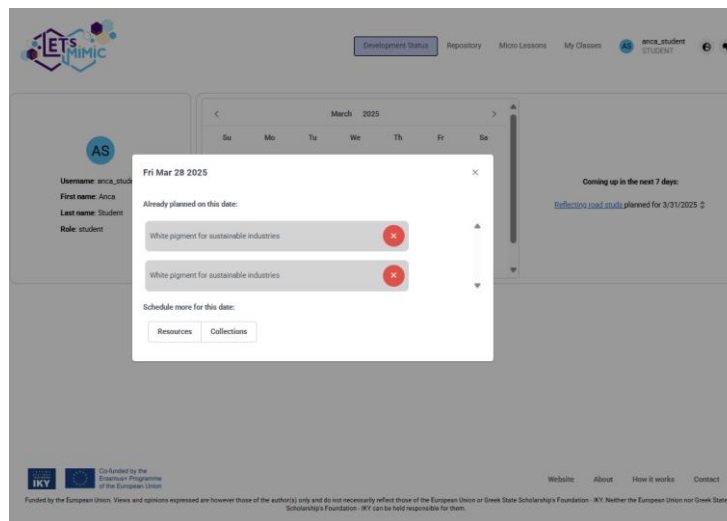 LETS
MIMIC
Development Status
Repository
Micro Lessons
My Classes
AS
anca_student
STUDENT
AS
Username: anca_stude
First name: Anca
Last name: Student
Role: student
March 2025
Su Mo Tu We Th Fr Sa
Fri Mar 28 2025
Already planned on this date:
White pigment for sustainable industries
White pigment for sustainable industries
Schedule more for this date:
Resources Collections
Coming up in the next 7 days:
Reflecting road studs planned for 3/31/2025
IKY
Co-funded by the
Erasmus+ Programme
of the European Union
Website About How it works Contact
Funded by the European Union. Views and opinions expressed are however those of the author(s) only and do not necessarily reflect those of the European Union or Greek State Scholarship's Foundation - IKY. Neither the European Union nor Greek State
Scholarship's Foundation - IKY can be held responsible for them.